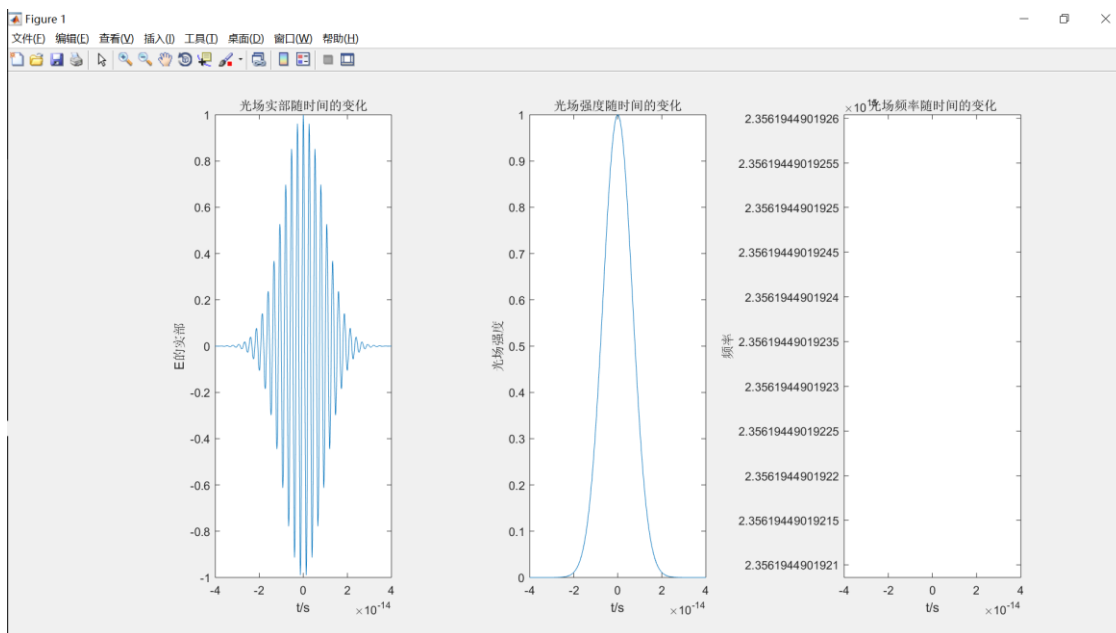 Figure 1
文件(F) 编辑(E) 查看(V) 插入(I) 工具(T) 桌面(D) 窗口(W) 帮助(H)
光场实部随时间的变化
1
0.8
0.6
0.4
0.2
0
-0.2
-0.4
-0.6
-0.8
-1
E的实部
-4 -2 0 2 4
t/s
×10-14
光场强度随时间的变化
1
0.9
0.8
0.7
0.6
0.5
0.4
0.3
0.2
0.1
0
光场强度
-4 -2 0 2 4
t/s
×10-14
光场频率随时间的变化
2.3561944901926
2.35619449019255
2.3561944901925
2.35619449019245
2.3561944901924
2.35619449019235
2.3561944901923
2.35619449019225
2.3561944901922
2.35619449019215
2.3561944901921
频率
-4 -2 0 2 4
t/s
×10-14